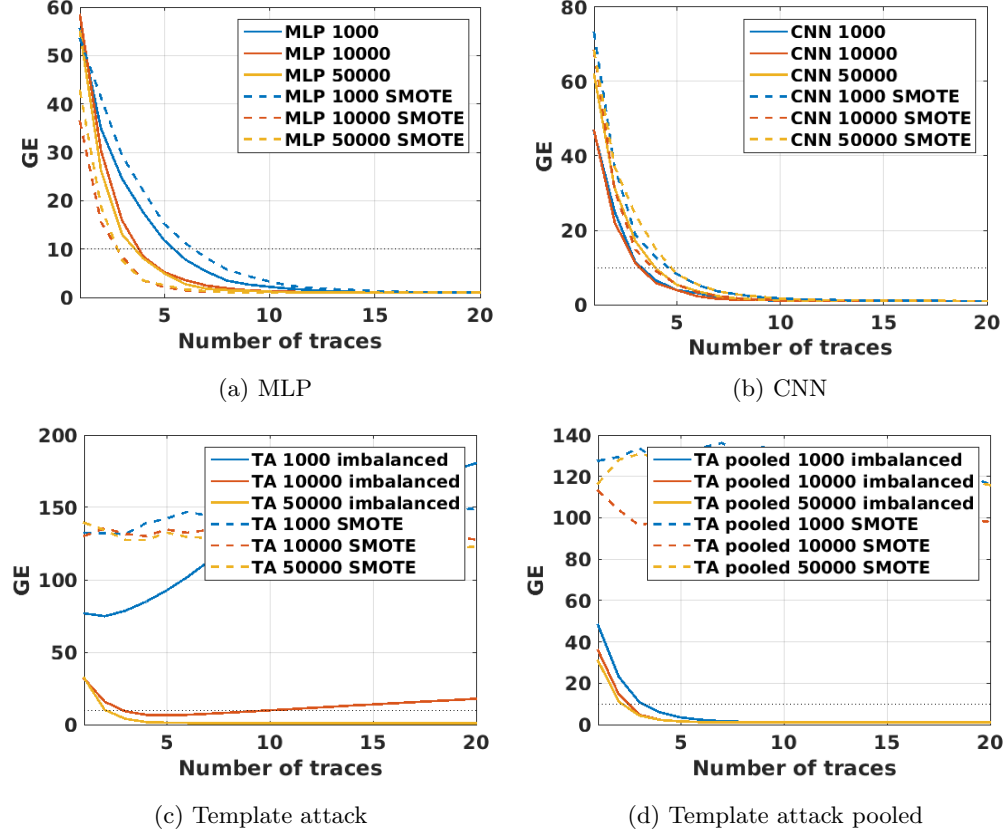 60
50
40
30
20
10
0
GE
MLP 1000
MLP 10000
MLP 50000
MLP 1000 SMOTE
MLP 10000 SMOTE
MLP 50000 SMOTE
5
10
15
20
Number of traces
(a) MLP
80
60
40
20
0
GE
CNN 1000
CNN 10000
CNN 50000
CNN 1000 SMOTE
CNN 10000 SMOTE
CNN 50000 SMOTE
5
10
15
20
Number of traces
(b) CNN
200
150
100
50
0
GE
TA 1000 imbalanced
TA 10000 imbalanced
TA 50000 imbalanced
TA 1000 SMOTE
TA 10000 SMOTE
TA 50000 SMOTE
5
10
15
20
Number of traces
(c) Template attack
140
120
100
80
60
40
20
0
GE
TA pooled 1000 imbalanced
TA pooled 10000 imbalanced
TA pooled 50000 imbalanced
TA pooled 1000 SMOTE
TA pooled 10000 SMOTE
TA pooled 50000 SMOTE
5
10
15
20
Number of traces
(d) Template attack pooled